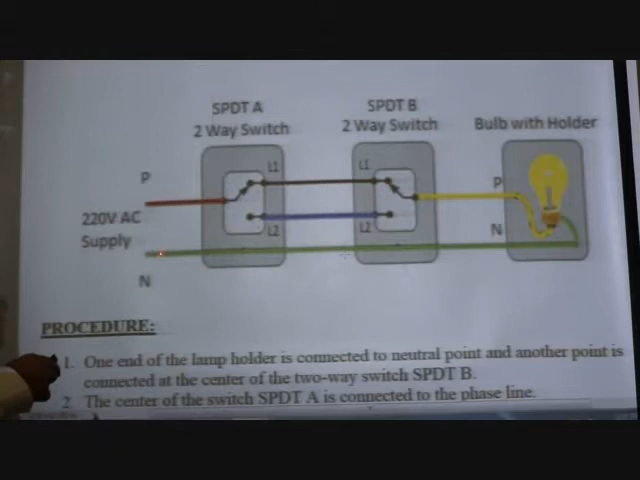 SPDT A
2 Way Switch
SPDT B
2 Way Switch
Bulb with Holder
P
L1
L1
P
220V AC
Supply
L2
L2
N
N
PROCEDURE:
1. One end of the lamp holder is connected to neutral point and another point is
connected at the center of the two-way switch SPDT B.
2. The center of the switch SPDT A is connected to the phase line.